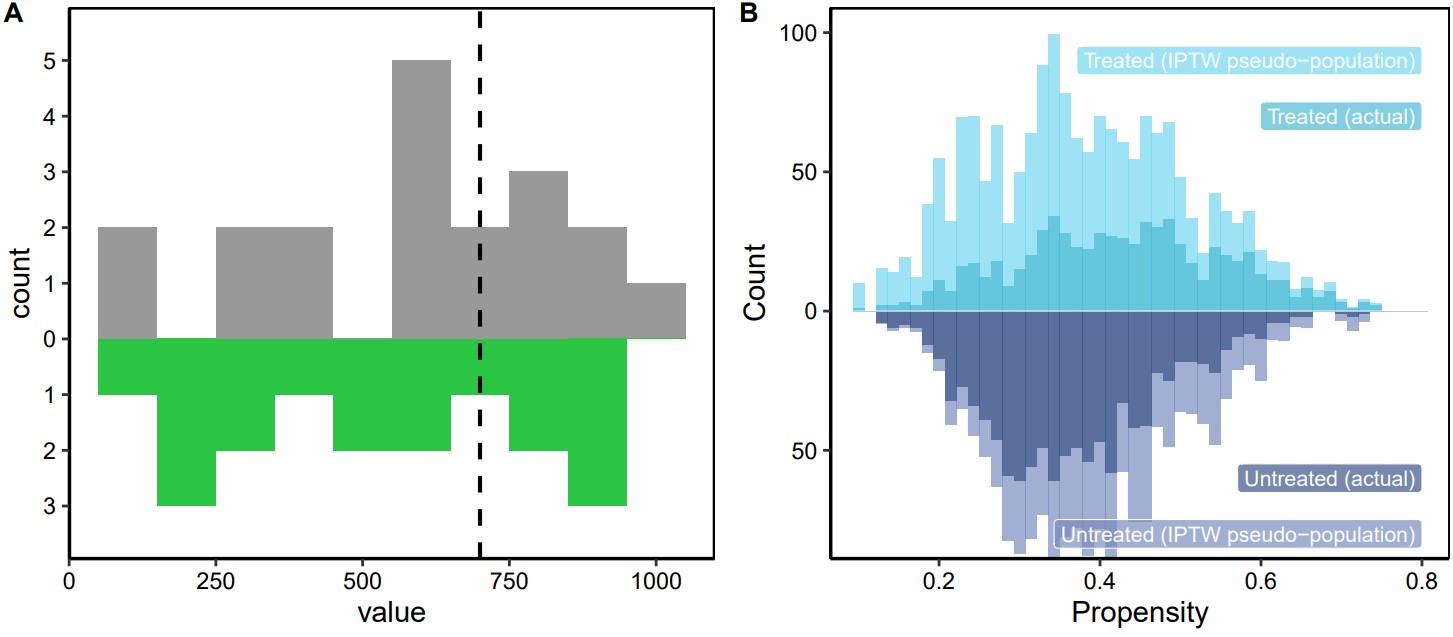 A
5
4
3
2
1
0
1
2
3
count
0 250 500 750 1000
value
B
100
50
0
50
Count
Treated (IPTW pseudo−population)
Treated (actual)
Untreated (actual)
Untreated (IPTW pseudo−population)
0.2 0.4 0.6 0.8
Propensity